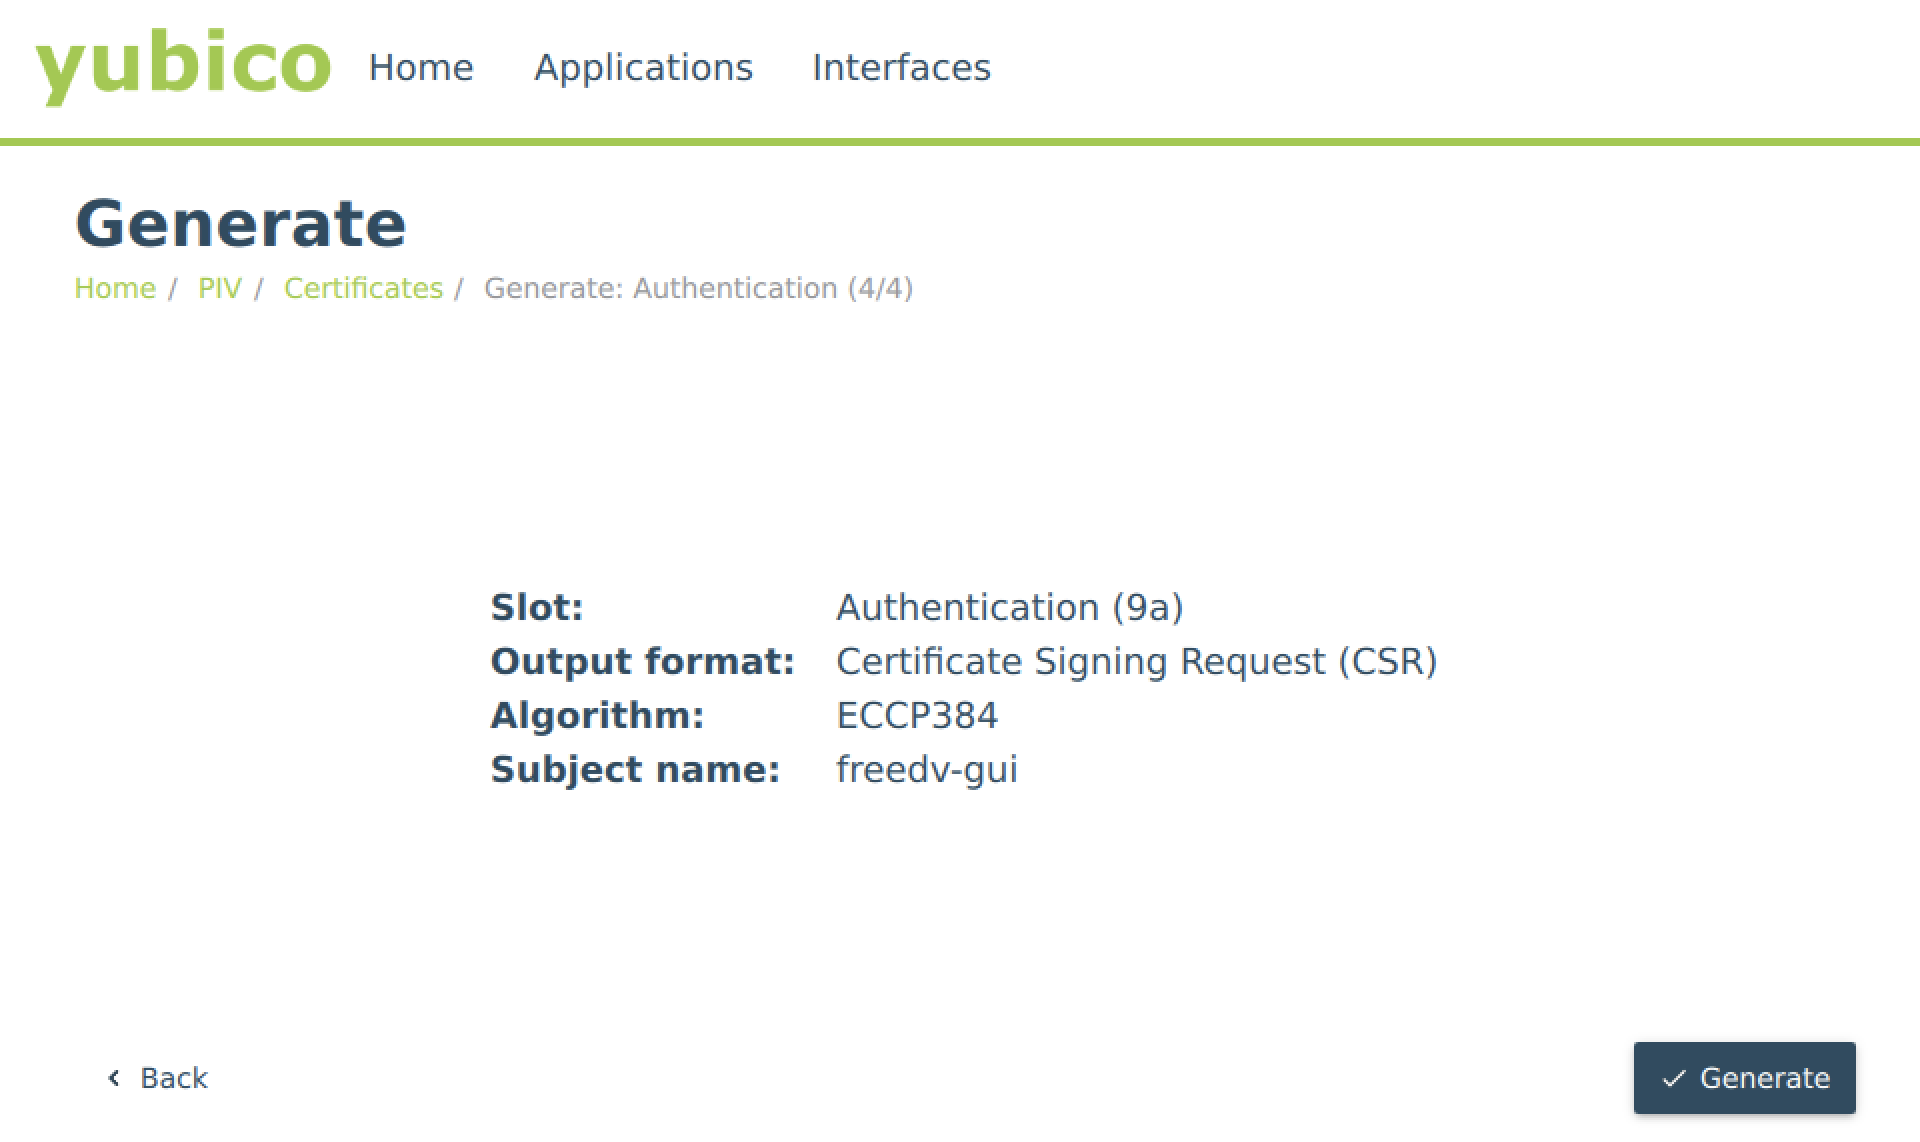 yubico Home Applications Interfaces
Generate
Home / PIV / Certificates / Generate: Authentication (4/4)
Slot: Authentication (9a)
Output format: Certificate Signing Request (CSR)
Algorithm: ECCP384
Subject name: freedv-gui
Back Generate